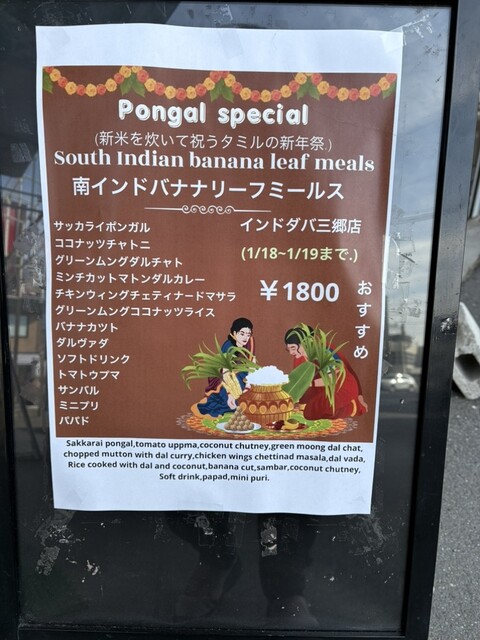 Pongal special
(新米を炊いて祝うタミルの新年祭.)
South Indian banana leaf meals
南インドバナナリーフミールス
サッカライポンガル
ココナッツチャトニ
グリーンムングダルチャト
ミンチカットマトンダルカレー
チキンウィングチェティナードマサラ
グリーンムングココナッツライス
バナナカツト
ダルヴァダ
ソフトドリンク
トマトウプマ
サンバル
ミニプリ
パパド
インドダバ三郷店
(1/18~1/19まで.)
￥1800
おすすめ
Sakkarai pongal,tomato uppma,coconut chutney,green moong dal chat,
chopped mutton with dal curry,chicken wings chettinad masala,dal vada,
Rice cooked with dal and coconut,banana cut,sambar,coconut chutney,
Soft drink,papad,mini puri.